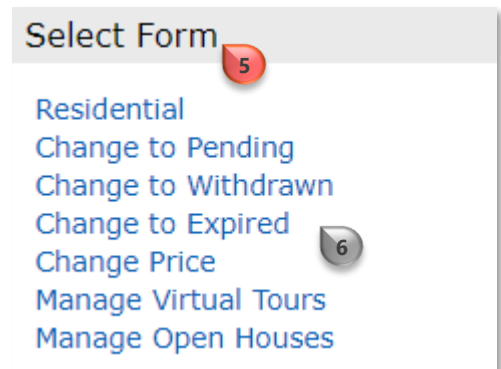 Select Form
5
Residential
Change to Pending
Change to Withdrawn
Change to Expired
6
Change Price
Manage Virtual Tours
Manage Open Houses